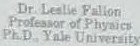 Dr. Leslie Fallon
Professor of Physics
Ph.D., Yale University